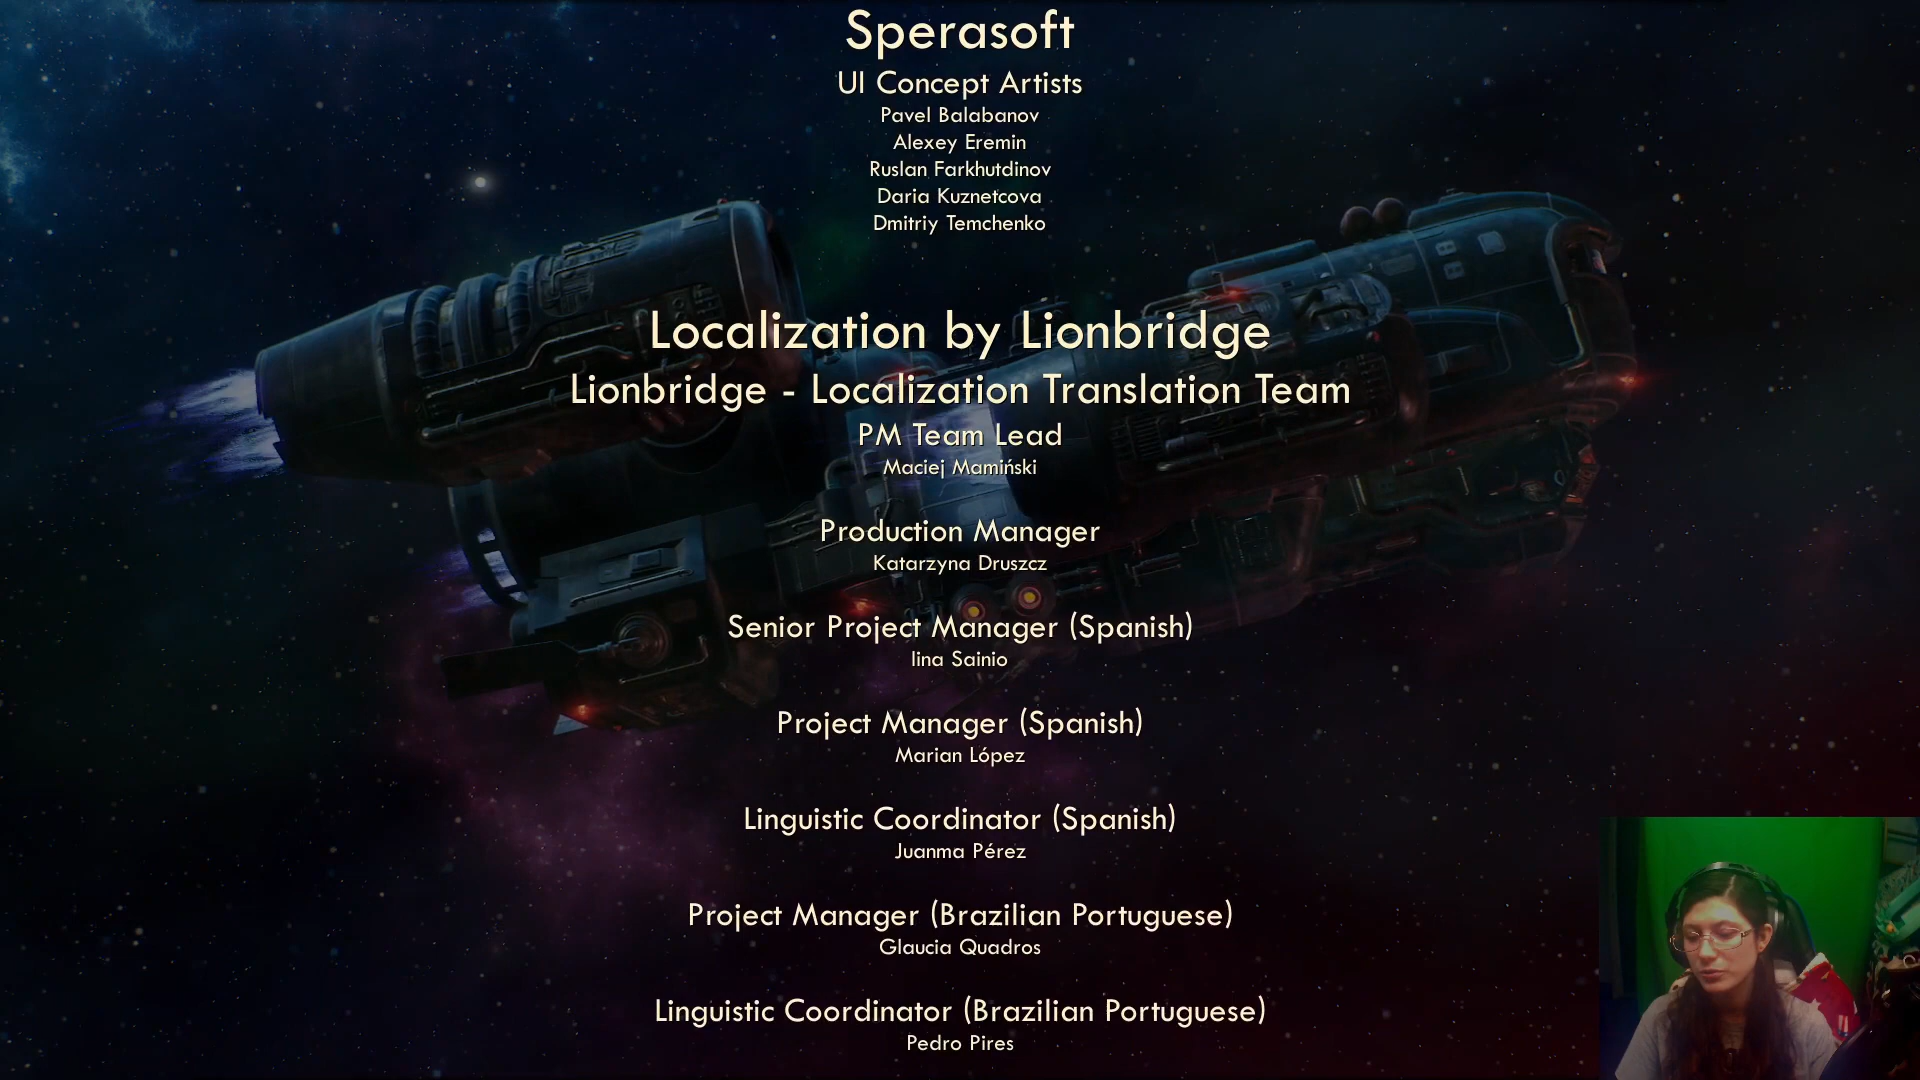 Sperasoft
UI Concept Artists
Pavel Balabanov
Alexey Eremin
Ruslan Farkhutdinov
Daria Kuznetcova
Dmitriy Temchenko
Localization by Lionbridge
Lionbridge - Localization Translation Team
PM Team Lead
Maciej Mamiński
Production Manager
Katarzyna Druszcz
Senior Project Manager (Spanish)
Iina Sainio
Project Manager (Spanish)
Marian López
Linguistic Coordinator (Spanish)
Juanma Pérez
Project Manager (Brazilian Portuguese)
Glaucia Quadros
Linguistic Coordinator (Brazilian Portuguese)
Pedro Pires